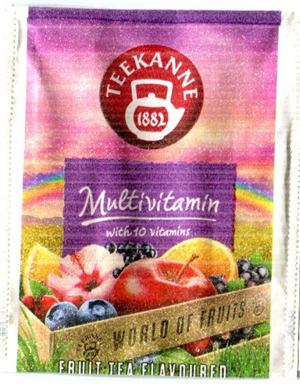 TEEKANNE
1882
Multivitamin
with 10 vitamins
WORLD OF FRUITS
FRUIT TEA FLAVOURED